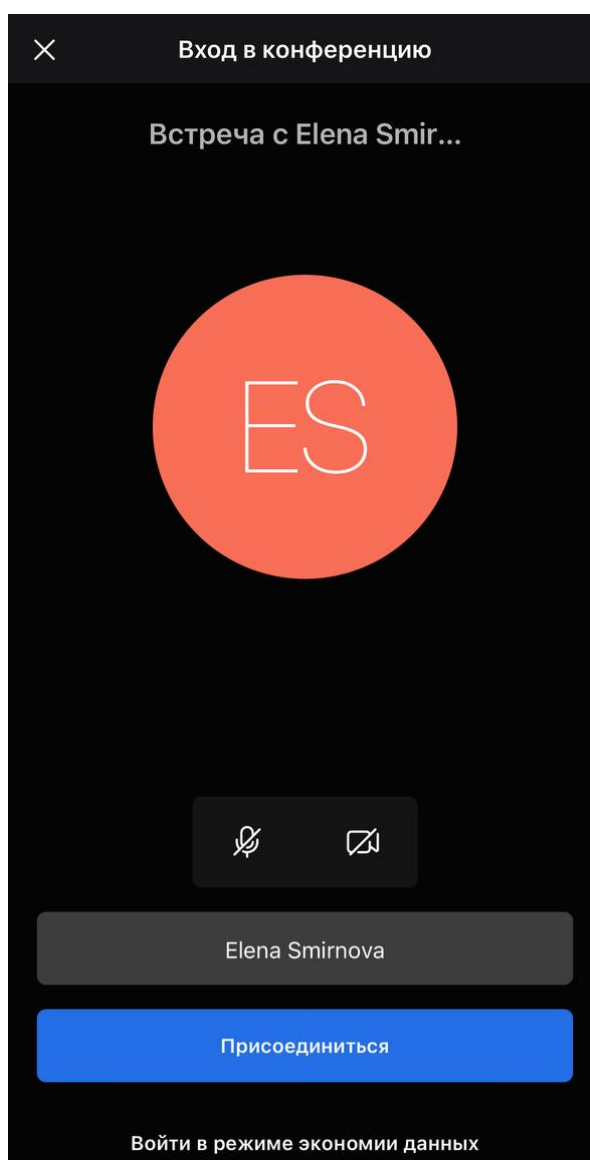 Вход в конференцию
Встреча с Elena Smir...
ES
Elena Smirnova
Присоединиться
Войти в режиме экономии данных